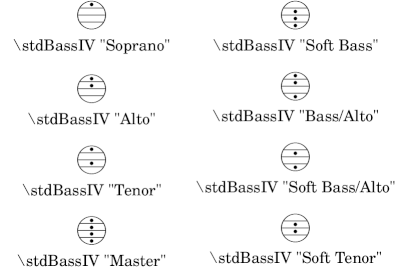 \stdBassIV "Soprano"
\stdBassIV "Soft Bass"
\stdBassIV "Alto"
\stdBassIV "Bass/Alto"
\stdBassIV "Tenor"
\stdBassIV "Soft Bass/Alto"
\stdBassIV "Master"
\stdBassIV "Soft Tenor"